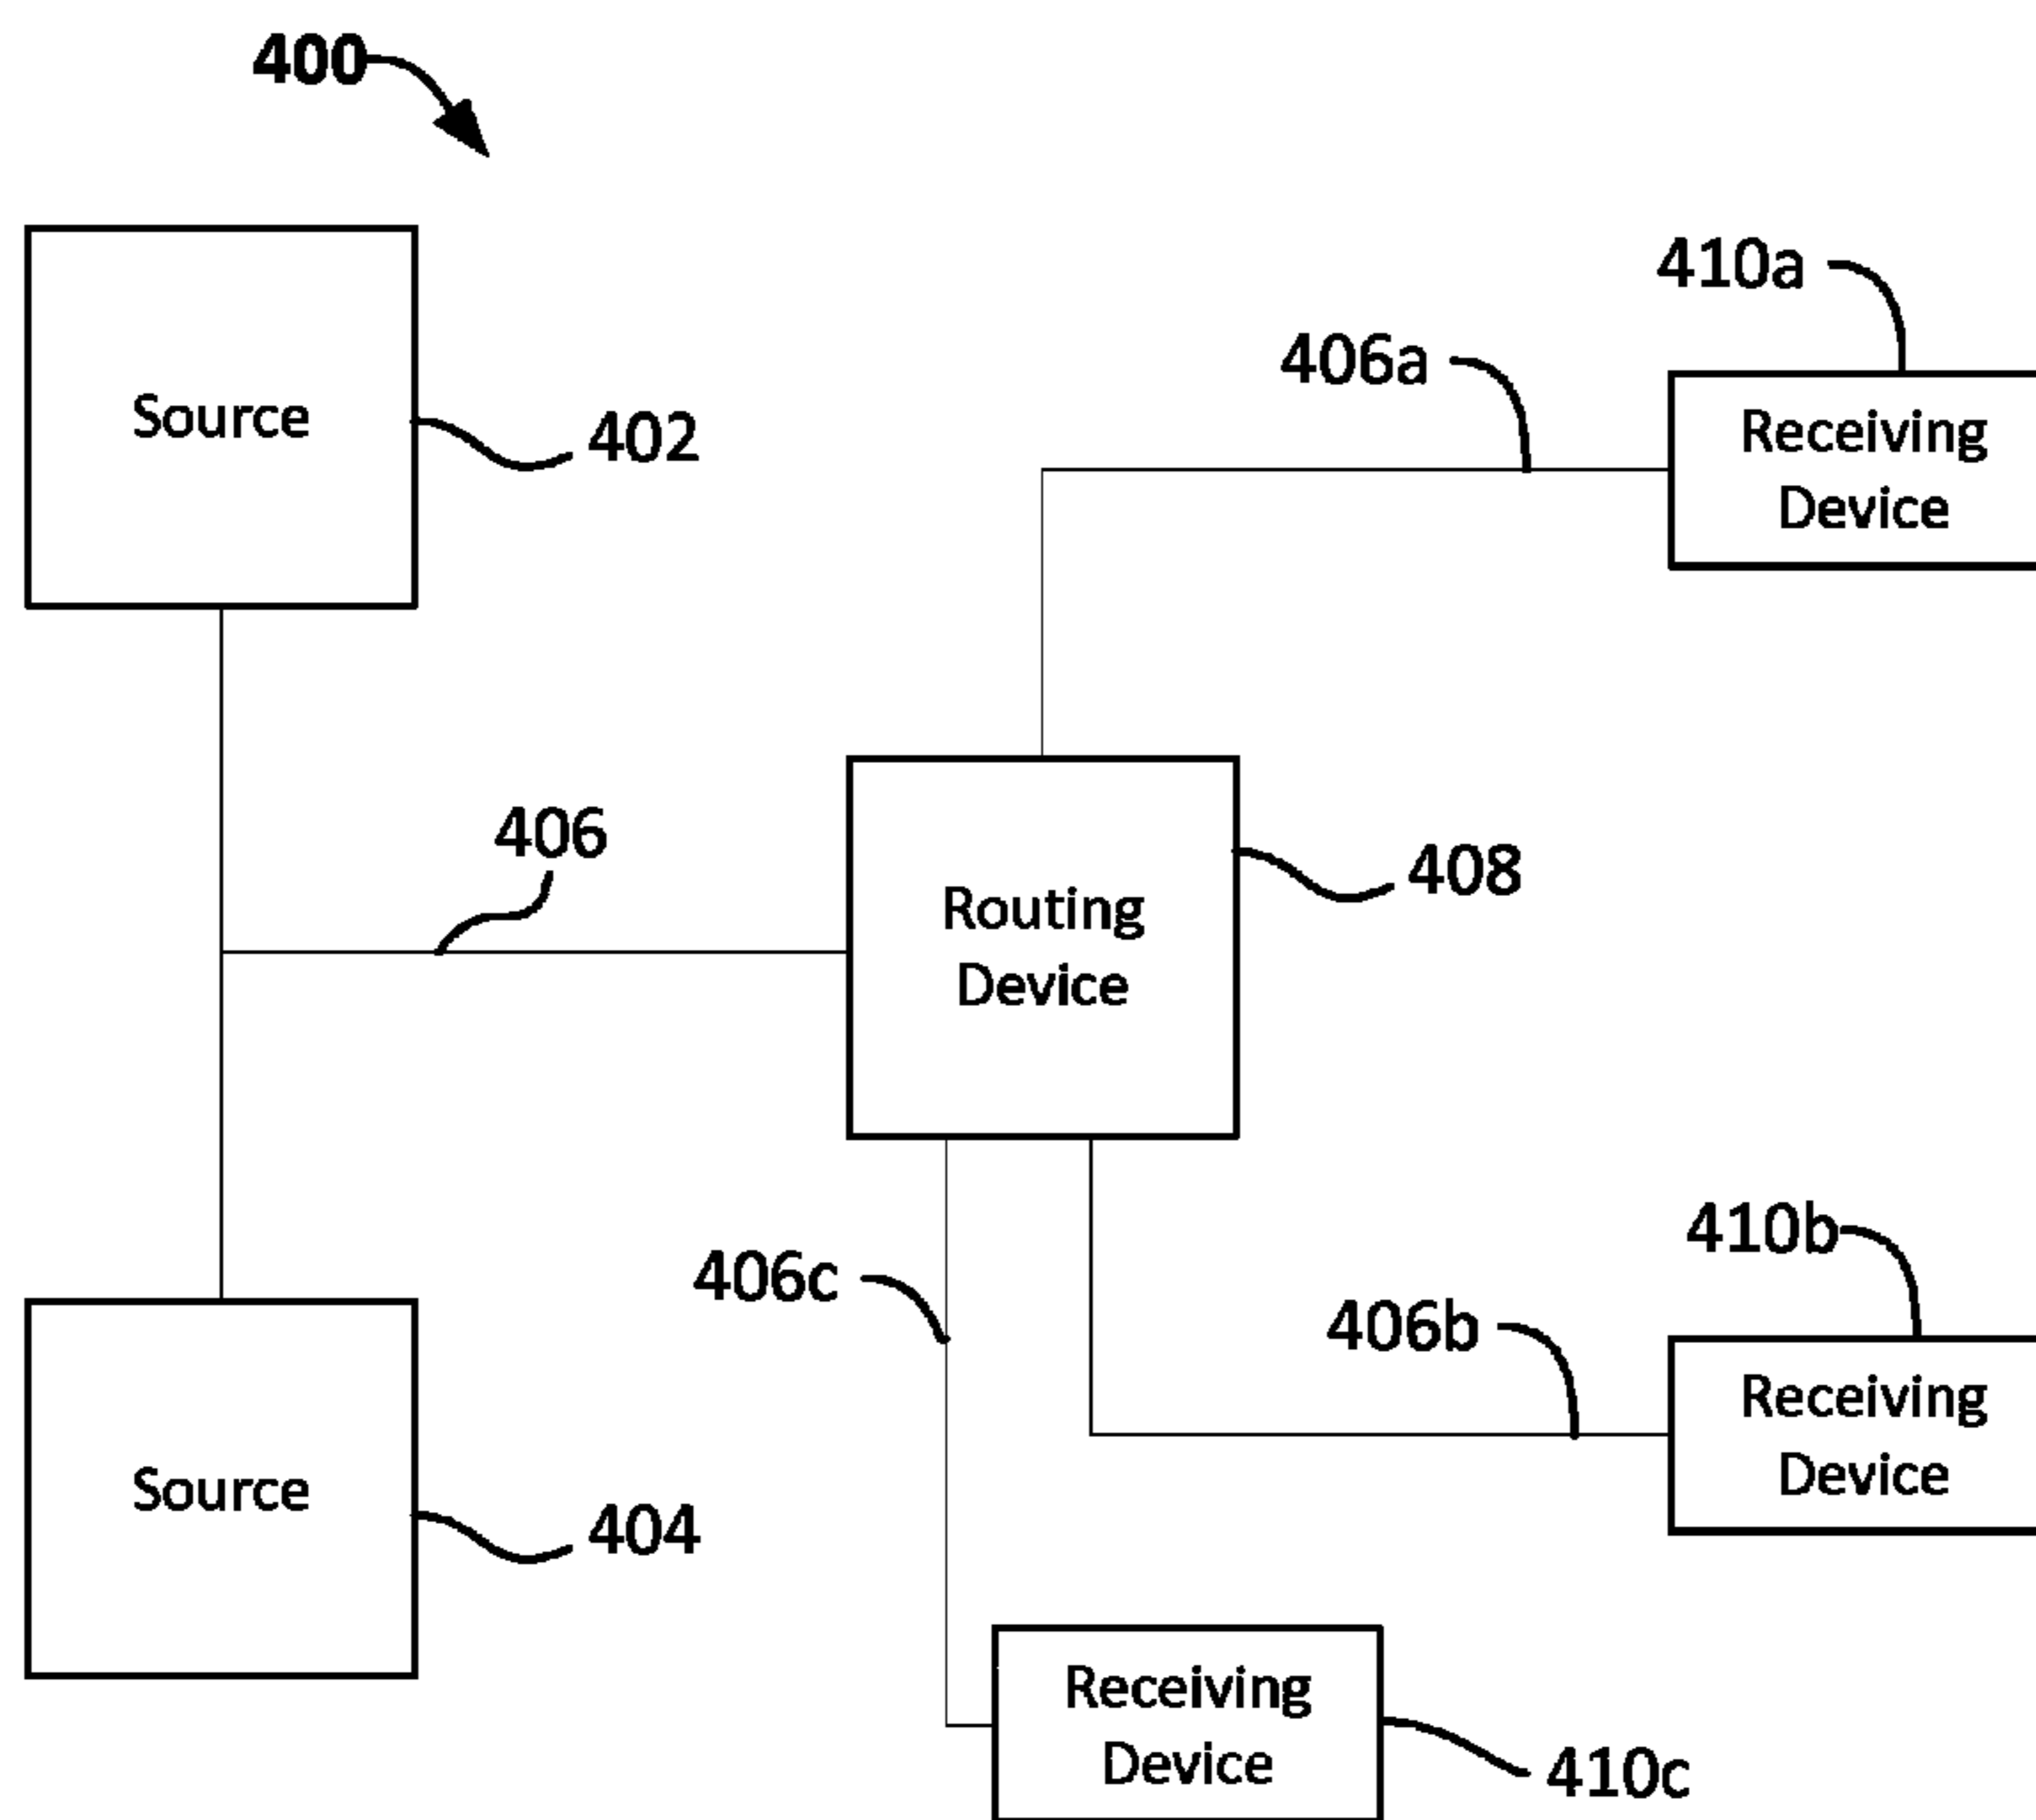 400
410a
406a
Receiving
Device
Source
402
406
Routing
Device
408
410b
406c
406b
Receiving
Device
Source
404
Receiving
Device
410c